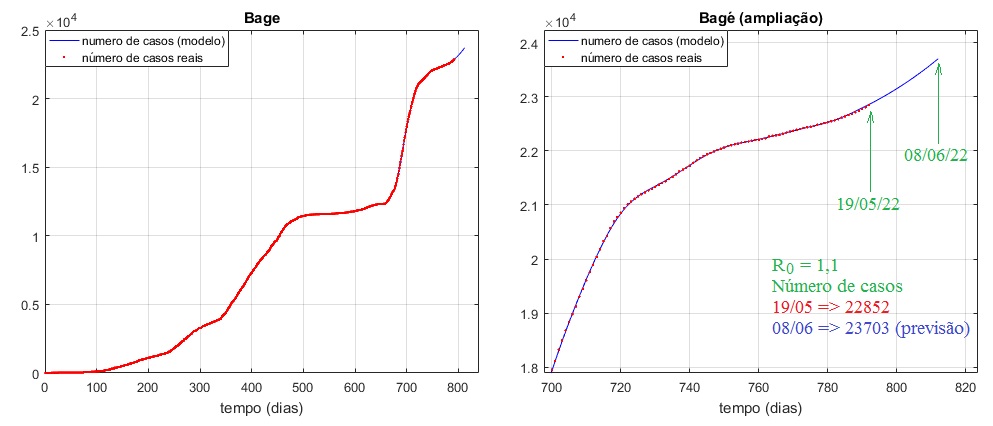 Bage
×10⁴
numero de casos (modelo)
número de casos reais
2.5
2
1.5
1
0.5
0
0 100 200 300 400 500 600 700 800
tempo (dias)
Bagé (ampliação)
×10⁴
numero de casos (modelo)
número de casos reais
2.4
2.3
2.2
2.1
2
1.9
1.8
08/06/22
19/05/22
R₀ = 1,1
Número de casos
19/05 => 22852
08/06 => 23703 (previsão)
700 720 740 760 780 800 820
tempo (dias)